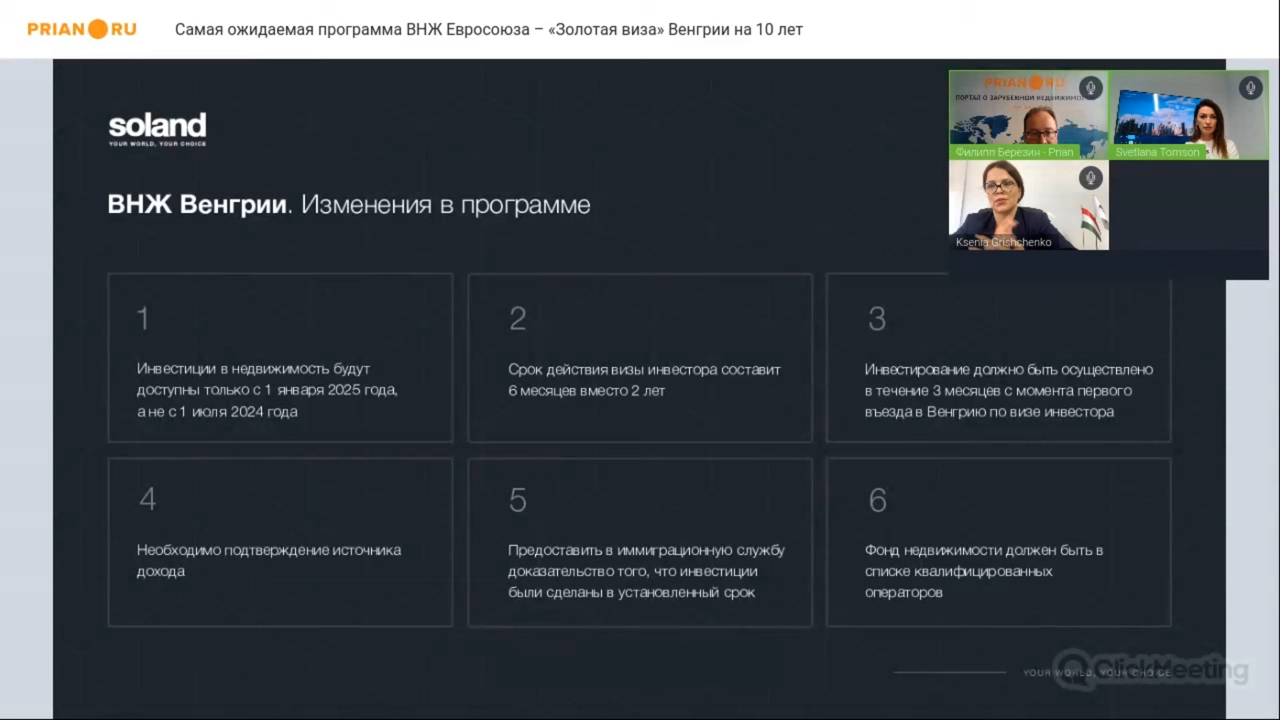 PRIAN RU
Самая ожидаемая программа ВНЖ Евросоюза – «Золотая виза» Венгрии на 10 лет
soland
YOUR WORLD, YOUR CHOICE
PRIAN RU
ПОРТАЛ О ЗАРУБЕЖНОЙ НЕДВИЖИМОС
Филипп Березин - Prian
Svetlana Tomson
Ksenia Grishchenko
ВНЖ Венгрии. Изменения в программе
1
Инвестиции в недвижимость будут
доступны только с 1 января 2025 года,
а не с 1 июля 2024 года
2
Срок действия визы инвестора составит
6 месяцев вместо 2 лет
3
Инвестирование должно быть осуществлено
в течение 3 месяцев с момента первого
въезда в Венгрию по визе инвестора
4
Необходимо подтверждение источника
дохода
5
Предоставить в иммиграционную службу
доказательство того, что инвестиции
были сделаны в установленный срок
6
Фонд недвижимости должен быть в
списке квалифицированных
операторов
YOUR WORLD, YOUR CHOICE
ClickMeeting